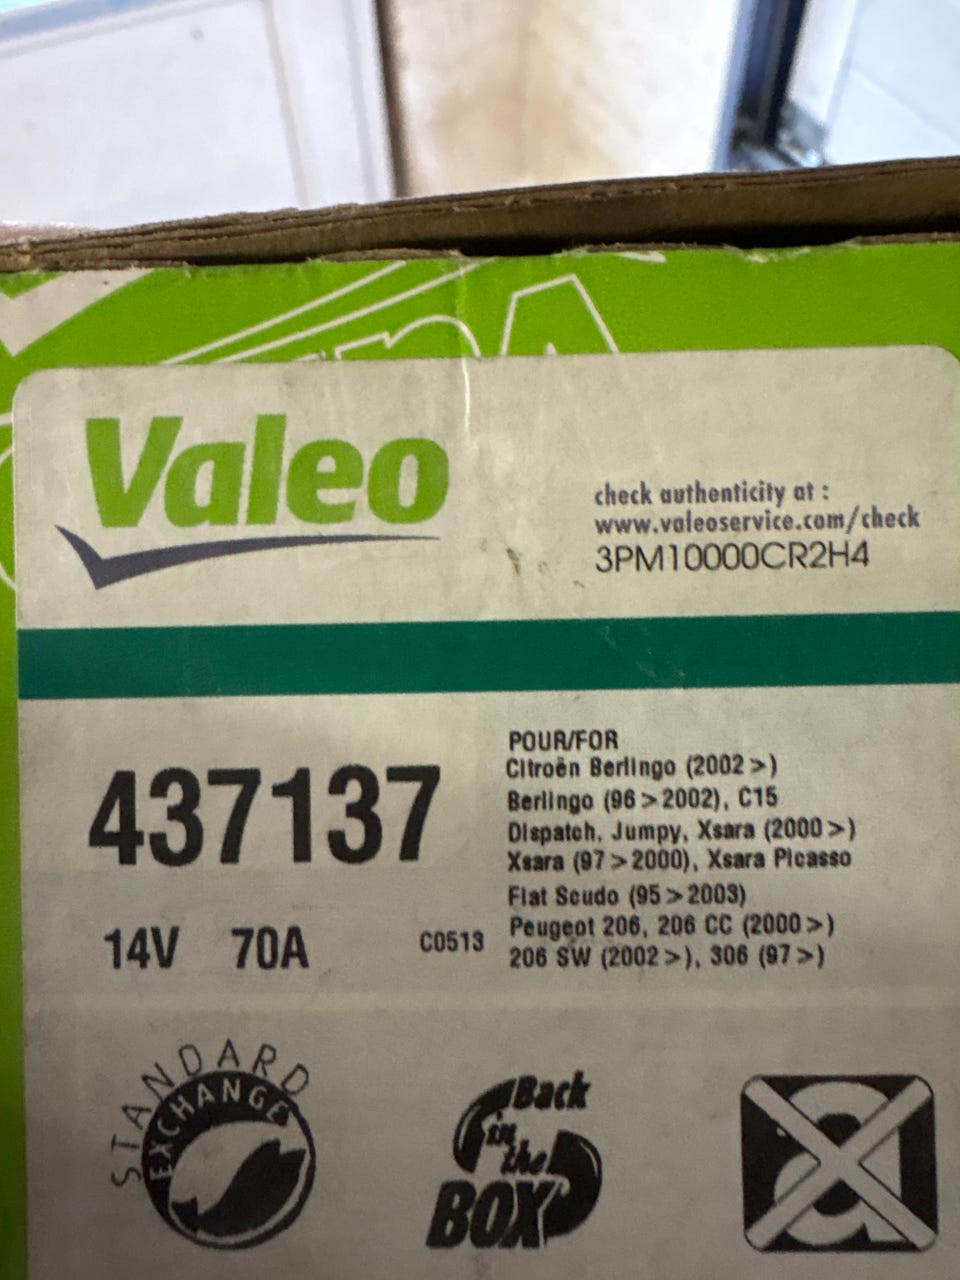 Valeo
check authenticity at :
www.valeoservice.com/check
3PM10000CR2H4
437137
14V 70A
C0513
POUR/FOR
Citroën Berlingo (2002 >)
Berlingo (96 > 2002), C15
Dispatch, Jumpy, Xsara (2000 >)
Xsara (97 > 2000), Xsara Picasso
Fiat Scudo (95 > 2003)
Peugeot 206, 206 CC (2000 >)
206 SW (2002 >), 306 (97 >)
STANDARD
EXCHANGE
Back
in
the
BOX
a